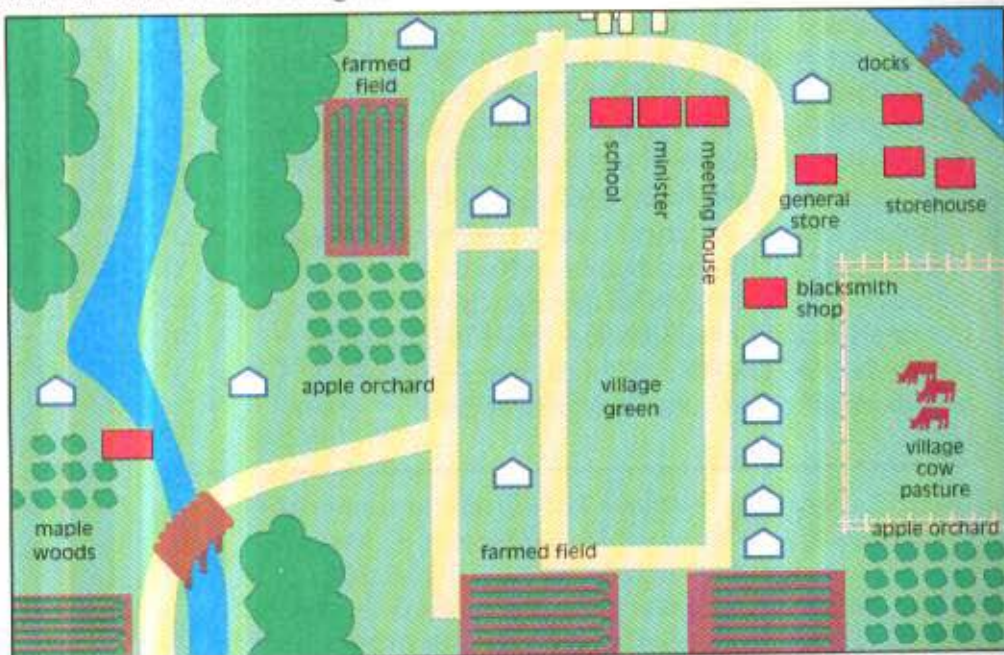 farmed
field
docks
school
minister
meeting house
general
store
storehouse
blacksmith
shop
apple orchard
village
green
village
cow
pasture
maple
woods
farmed field
apple orchard